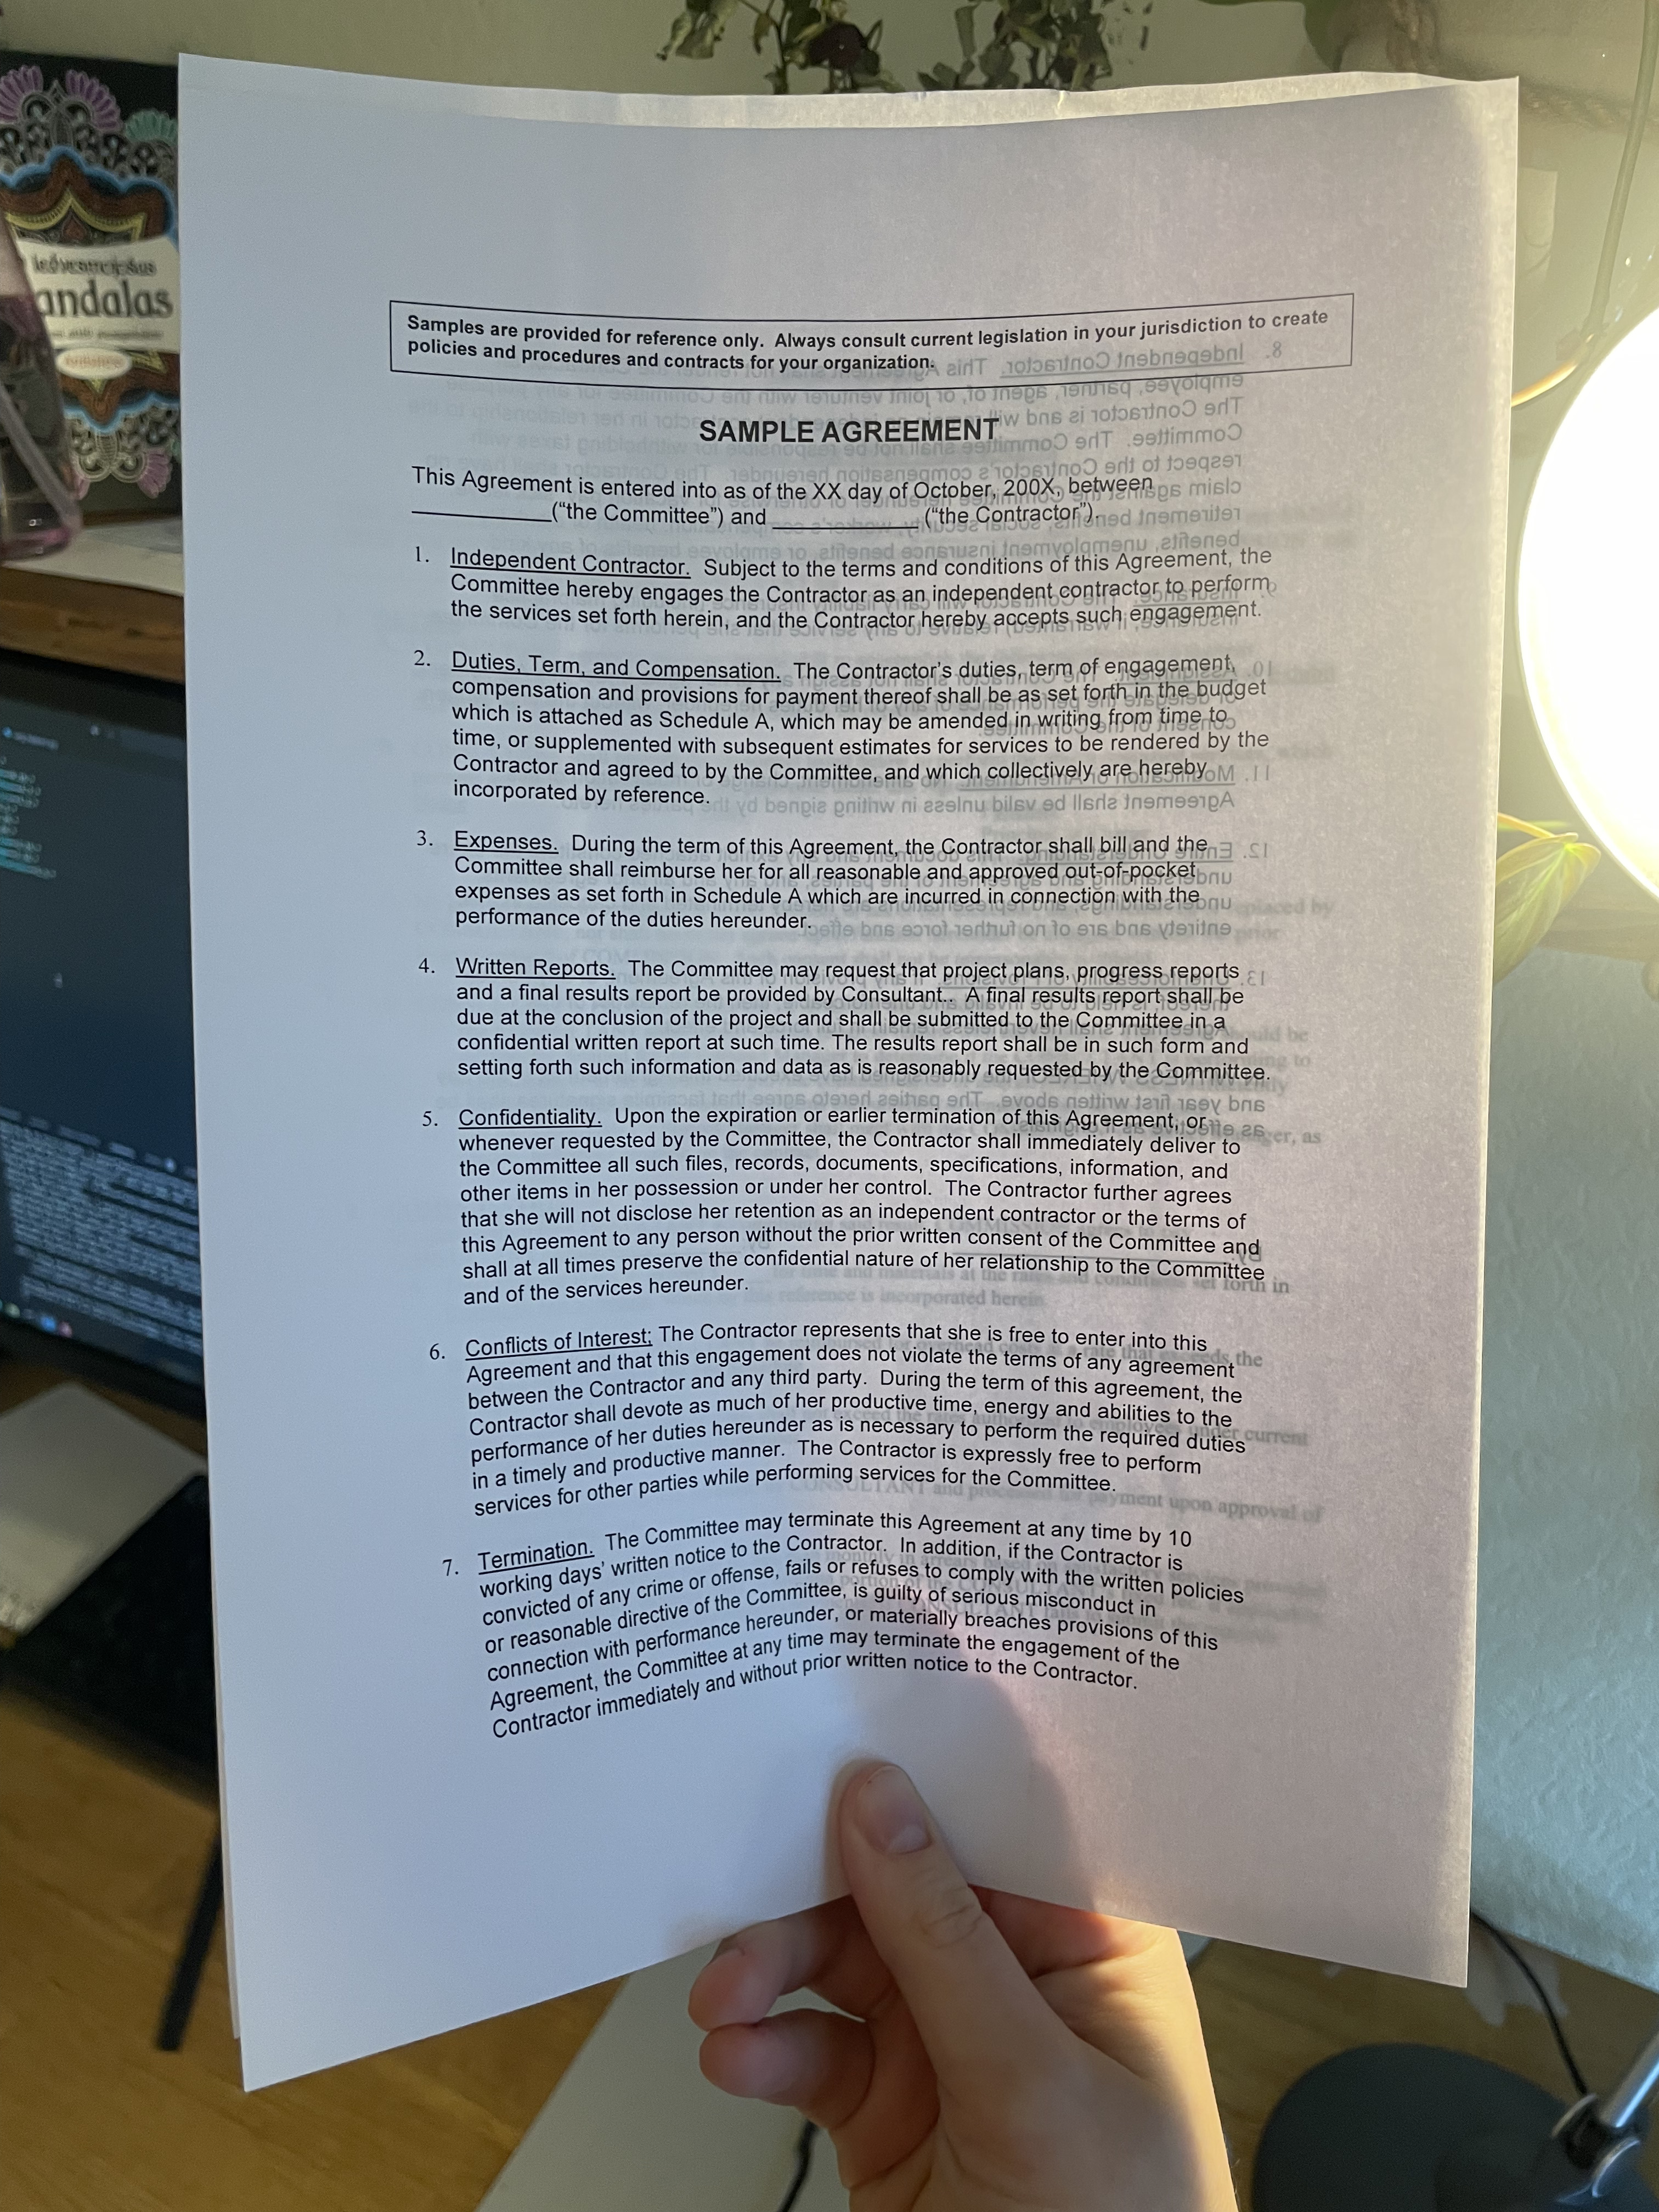 andalas
Samples are provided for reference only. Always consult current legislation in your jurisdiction to create
policies and procedures and contracts for your organization.
SAMPLE AGREEMENT
This Agreement is entered into as of the XX day of October, 200X, between
__________("the Committee") and __________ ("the Contractor").
1. Independent Contractor. Subject to the terms and conditions of this Agreement, the
Committee hereby engages the Contractor as an independent contractor to perform
the services set forth herein, and the Contractor hereby accepts such engagement.
2. Duties, Term, and Compensation. The Contractor's duties, term of engagement,
compensation and provisions for payment thereof shall be as set forth in the budget
which is attached as Schedule A, which may be amended in writing from time to
time, or supplemented with subsequent estimates for services to be rendered by the
Contractor and agreed to by the Committee, and which collectively are hereby
incorporated by reference.
3. Expenses. During the term of this Agreement, the Contractor shall bill and the
Committee shall reimburse her for all reasonable and approved out-of-pocket
expenses as set forth in Schedule A which are incurred in connection with the
performance of the duties hereunder.
4. Written Reports. The Committee may request that project plans, progress reports
and a final results report be provided by Consultant.. A final results report shall be
due at the conclusion of the project and shall be submitted to the Committee in a
confidential written report at such time. The results report shall be in such form and
setting forth such information and data as is reasonably requested by the Committee.
5. Confidentiality. Upon the expiration or earlier termination of this Agreement, or
whenever requested by the Committee, the Contractor shall immediately deliver to
the Committee all such files, records, documents, specifications, information, and
other items in her possession or under her control. The Contractor further agrees
that she will not disclose her retention as an independent contractor or the terms of
this Agreement to any person without the prior written consent of the Committee and
shall at all times preserve the confidential nature of her relationship to the Committee
and of the services hereunder.
6. Conflicts of Interest; The Contractor represents that she is free to enter into this
Agreement and that this engagement does not violate the terms of any agreement
between the Contractor and any third party. During the term of this agreement, the
Contractor shall devote as much of her productive time, energy and abilities to the
performance of her duties hereunder as is necessary to perform the required duties
in a timely and productive manner. The Contractor is expressly free to perform
services for other parties while performing services for the Committee.
7. Termination. The Committee may terminate this Agreement at any time by 10
working days' written notice to the Contractor. In addition, if the Contractor is
convicted of any crime or offense, fails or refuses to comply with the written policies
or reasonable directive of the Committee, is guilty of serious misconduct in
connection with performance hereunder, or materially breaches provisions of this
Agreement, the Committee at any time may terminate the engagement of the
Contractor immediately and without prior written notice to the Contractor.